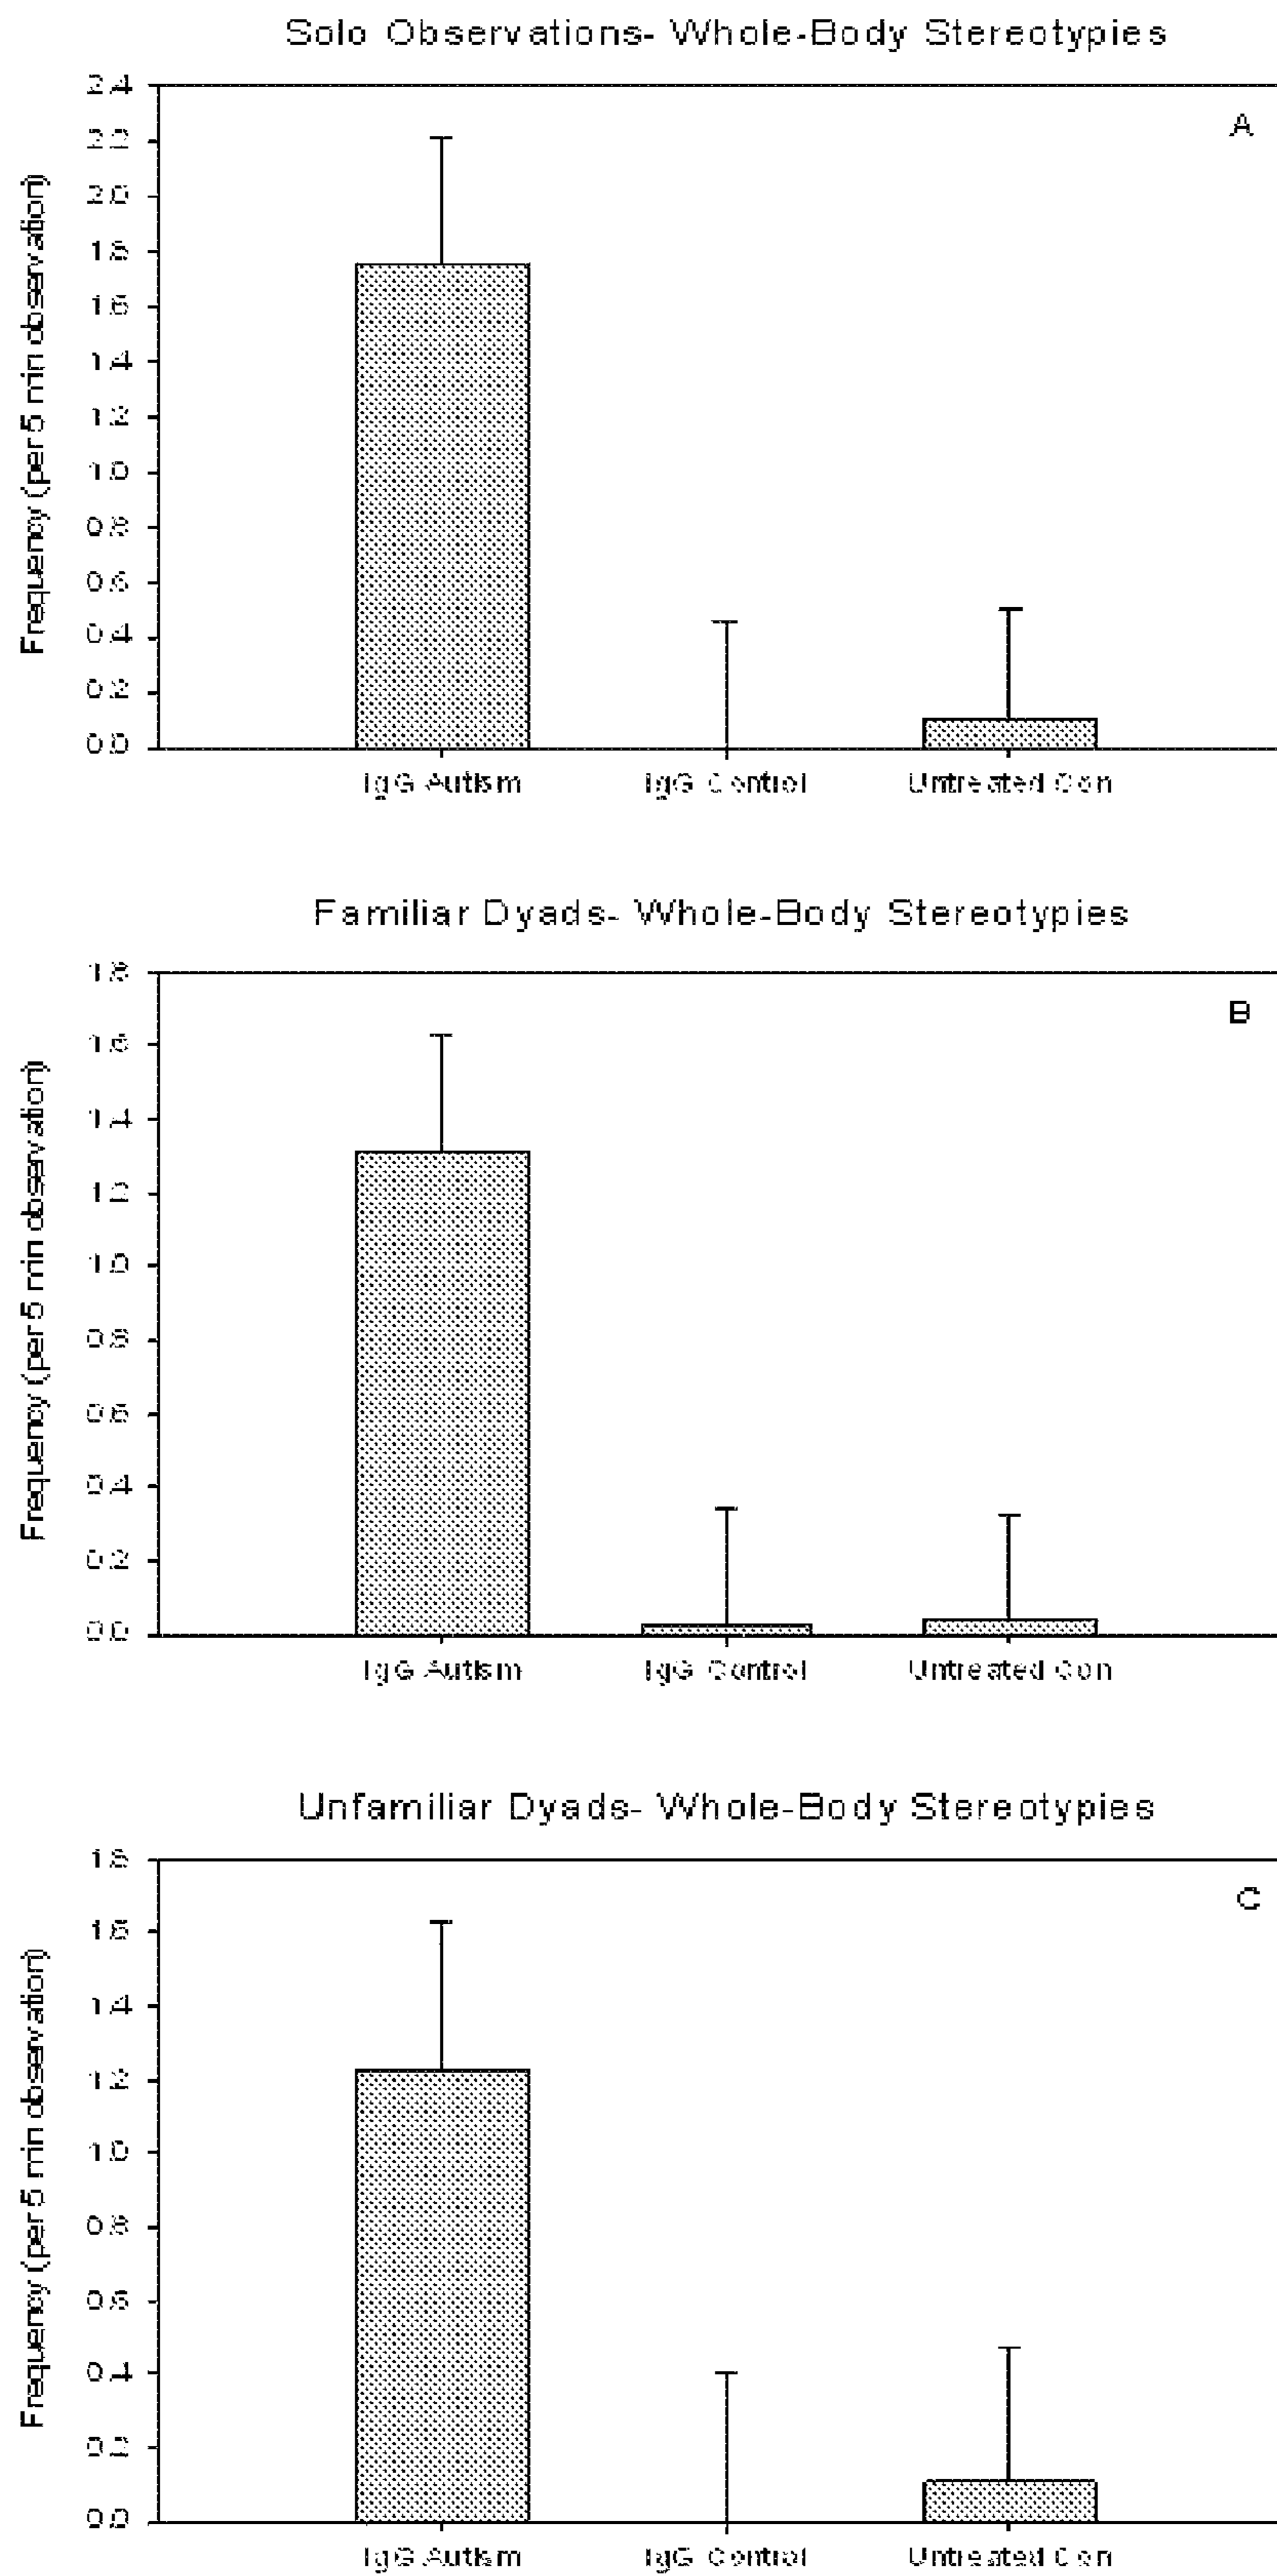 Solo Observations- Whole-Body Stereotypies
A
Frequency (per 5 min observation)
2.4
2.2
2.0
1.8
1.6
1.4
1.2
1.0
0.8
0.6
0.4
0.2
0.0
IgG Autism
IgG Control
Untreated Con
Familiar Dyads- Whole-Body Stereotypies
B
Frequency (per 5 min observation)
1.8
1.6
1.4
1.2
1.0
0.8
0.6
0.4
0.2
0.0
IgG Autism
IgG Control
Untreated Con
Unfamiliar Dyads- Whole-Body Stereotypies
C
Frequency (per 5 min observation)
1.8
1.6
1.4
1.2
1.0
0.8
0.6
0.4
0.2
0.0
IgG Autism
IgG Control
Untreated Con